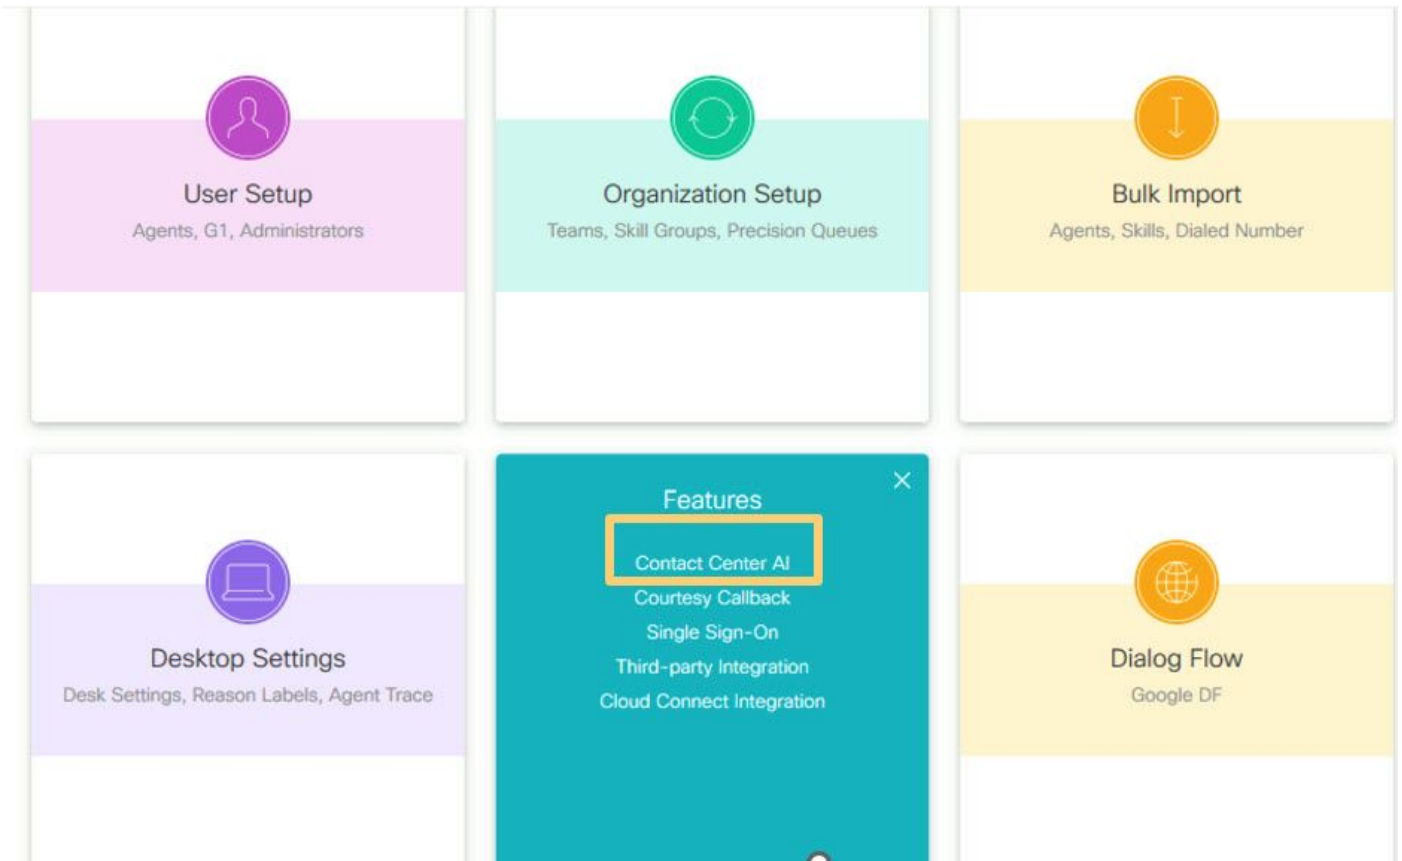 User Setup
Agents, G1, Administrators
Organization Setup
Teams, Skill Groups, Precision Queues
Bulk Import
Agents, Skills, Dialed Number
Desktop Settings
Desk Settings, Reason Labels, Agent Trace
Features
Contact Center AI
Courtesy Callback
Single Sign-On
Third-party Integration
Cloud Connect Integration
Dialog Flow
Google DF